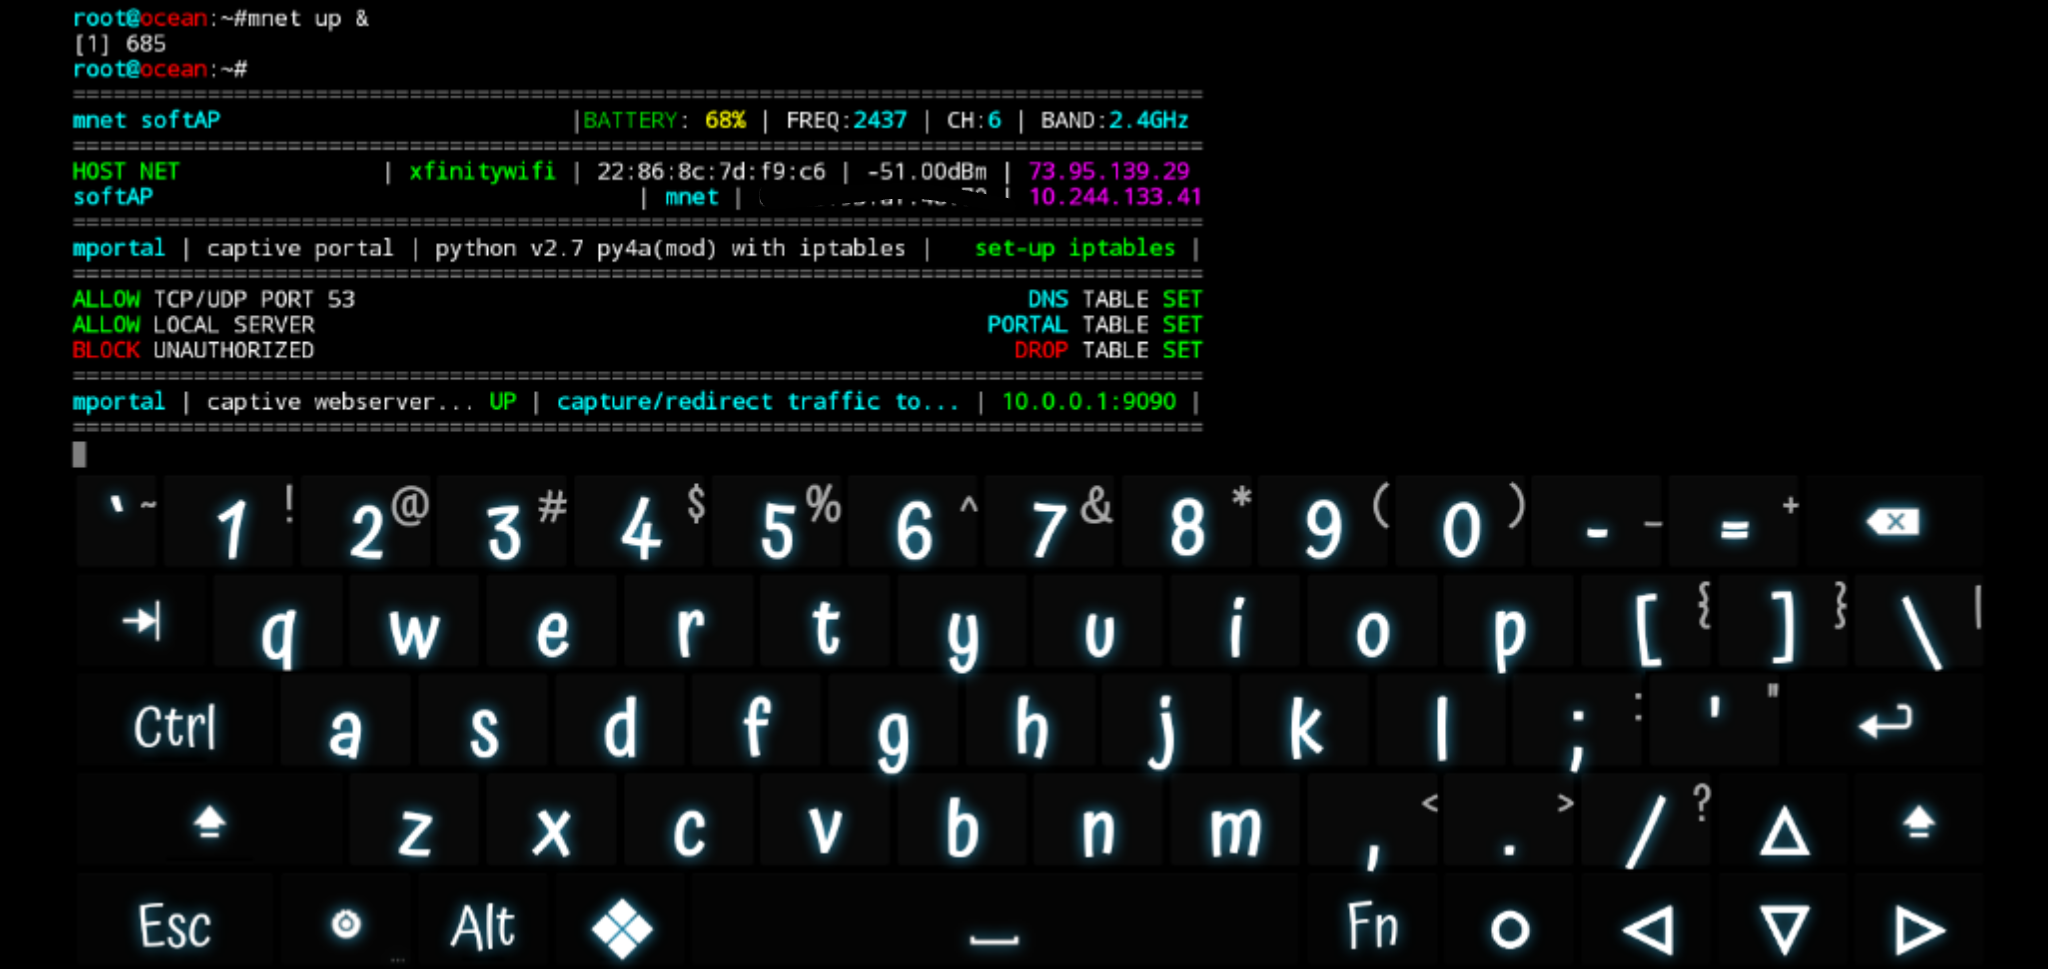 root@ocean:~#mnet up &
[1] 685
root@ocean:~#
====================================================================================
mnet softAP |BATTERY: 68% | FREQ:2437 | CH:6 | BAND:2.4GHz
====================================================================================
HOST NET | xfinitywifi | 22:86:8c:7d:f9:c6 | -51.00dBm | 73.95.139.29
softAP | mnet | | 10.244.133.41
====================================================================================
mportal | captive portal | python v2.7 py4a(mod) with iptables | set-up iptables |
====================================================================================
ALLOW TCP/UDP PORT 53 DNS TABLE SET
ALLOW LOCAL SERVER PORTAL TABLE SET
BLOCK UNAUTHORIZED DROP TABLE SET
====================================================================================
mportal | captive webserver... UP | capture/redirect traffic to... | 10.0.0.1:9090 |
====================================================================================
` ~ 1 ! 2 @ 3 # 4 $ 5 % 6 ^ 7 & 8 * 9 ( 0 ) - _ = +
q w e r t y u i o p [ { ] } \ |
Ctrl a s d f g h j k l ; : ' "
z x c v b n m , < . > / ?
Esc Alt ... Fn